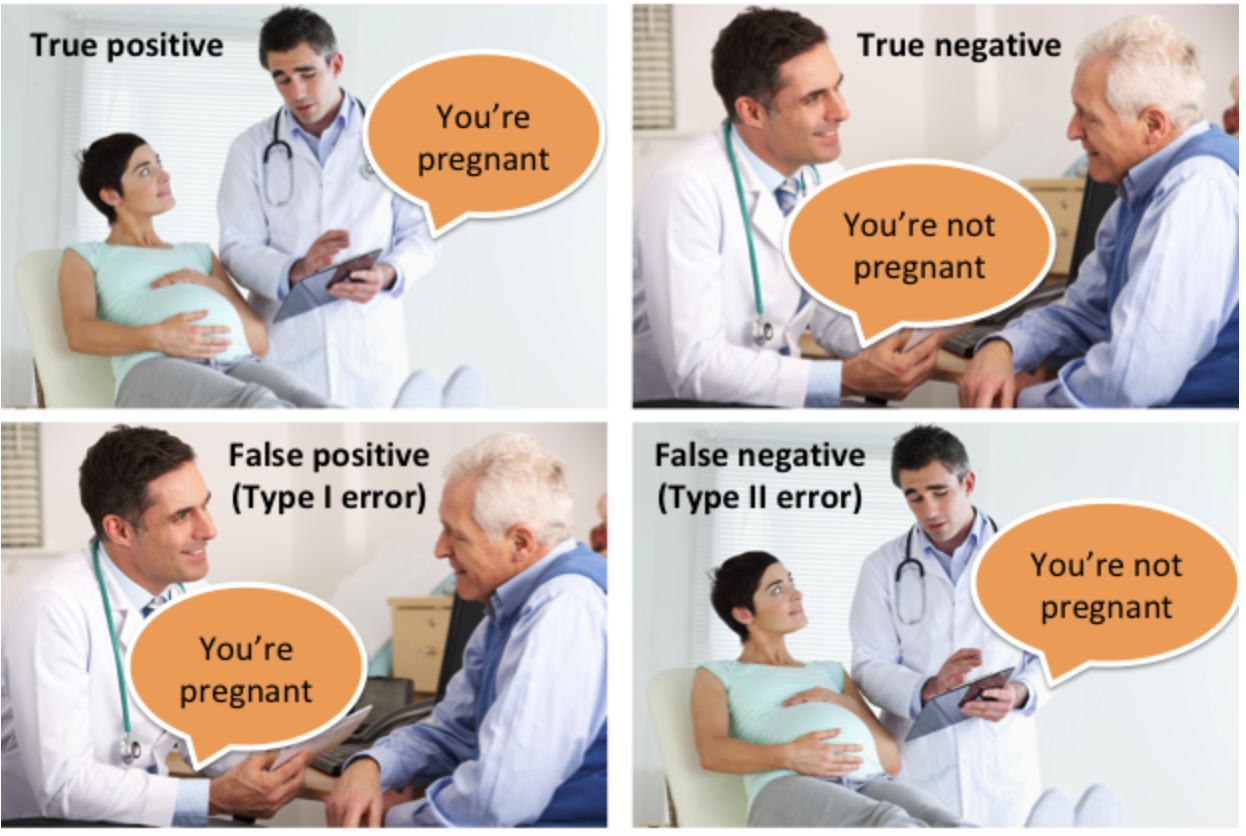 True positive
You’re
pregnant
True negative
You’re not
pregnant
False positive
(Type I error)
You’re
pregnant
False negative
(Type II error)
You’re not
pregnant